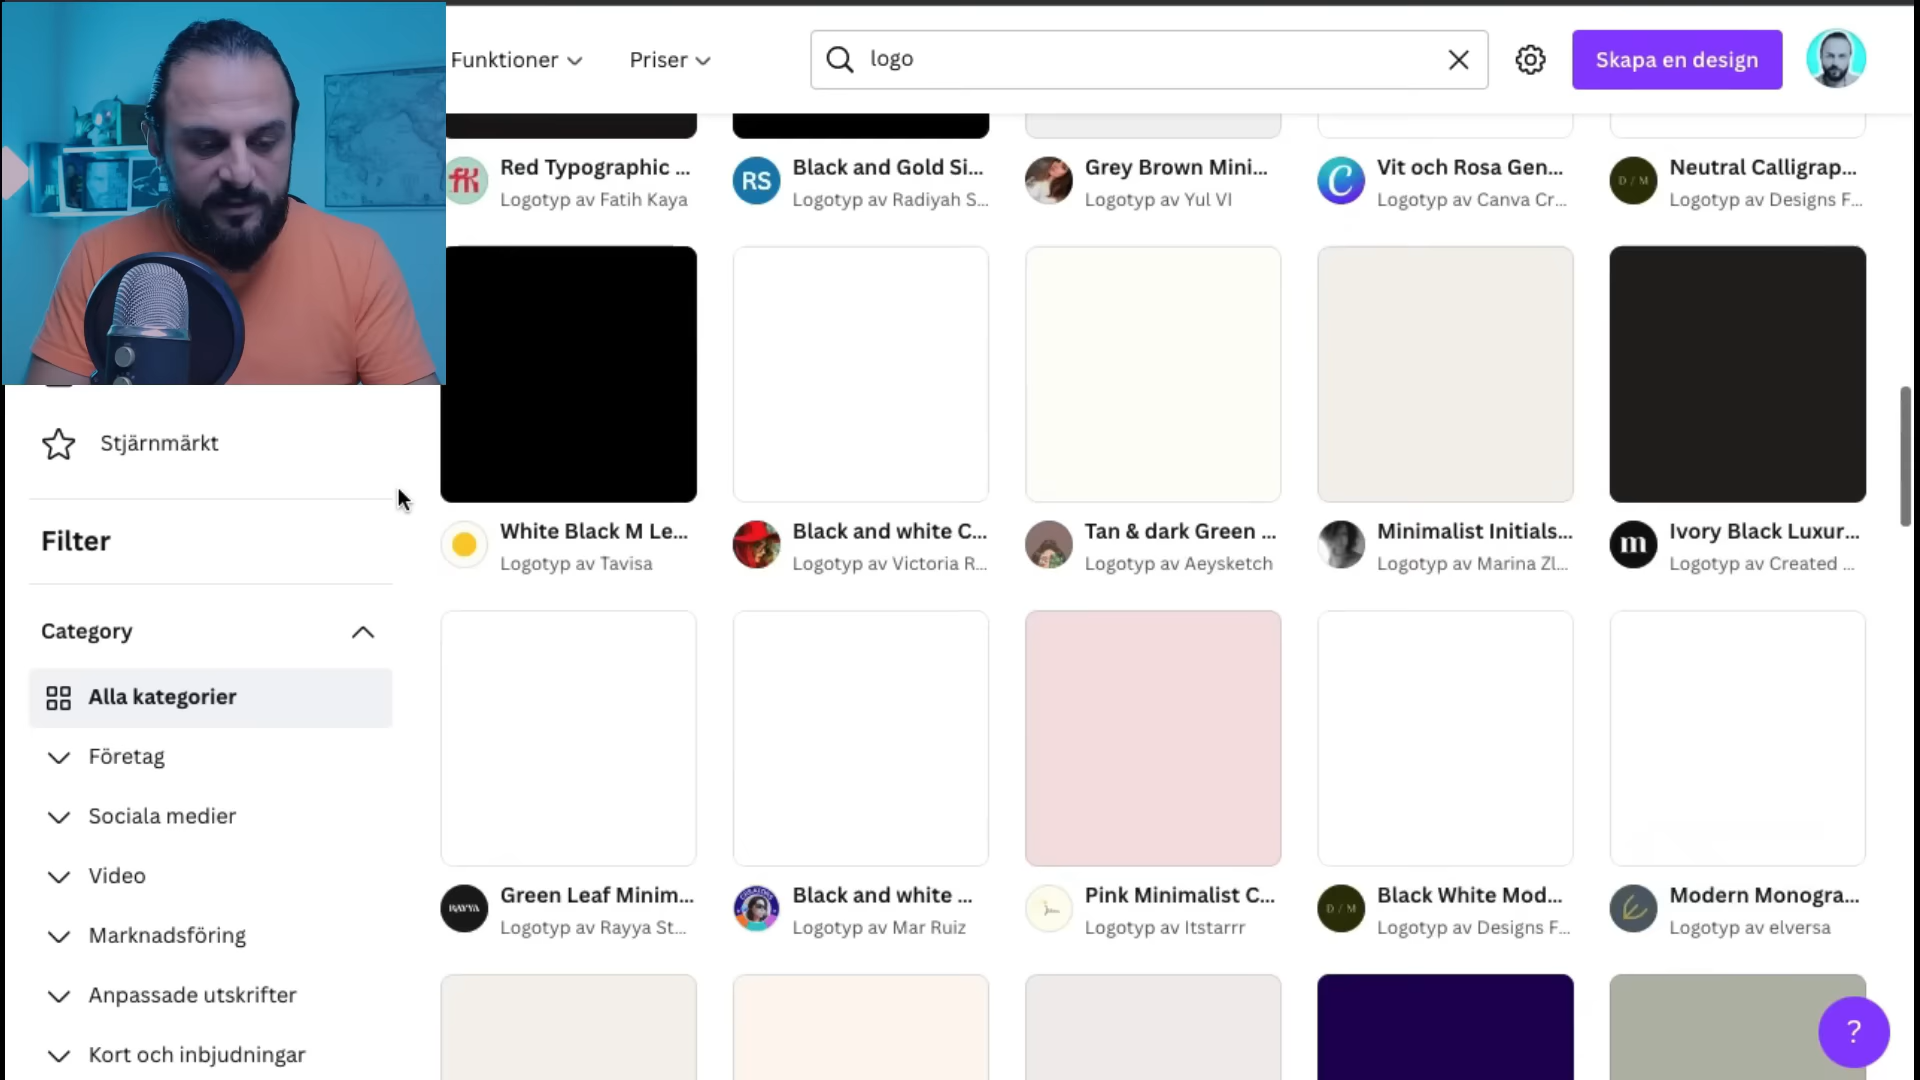 Funktioner
Priser
logo
Skapa en design
Red Typographic ...
Logotyp av Fatih Kaya
RS
Black and Gold Si...
Logotyp av Radiyah S...
Grey Brown Mini...
Logotyp av Yul VI
C
Vit och Rosa Gen...
Logotyp av Canva Cr...
D / M
Neutral Calligrap...
Logotyp av Designs F...
Stjärnmärkt
Filter
Category
Alla kategorier
Företag
Sociala medier
Video
Marknadsföring
Anpassade utskrifter
Kort och inbjudningar
White Black M Le...
Logotyp av Tavisa
Black and white C...
Logotyp av Victoria R...
Tan & dark Green ...
Logotyp av Aeysketch
Minimalist Initials...
Logotyp av Marina Zl...
m
Ivory Black Luxur...
Logotyp av Created ...
RAYYA
Green Leaf Minim...
Logotyp av Rayya St...
Black and white ...
Logotyp av Mar Ruiz
Pink Minimalist C...
Logotyp av Itstarrr
D / M
Black White Mod...
Logotyp av Designs F...
Modern Monogra...
Logotyp av elversa
?